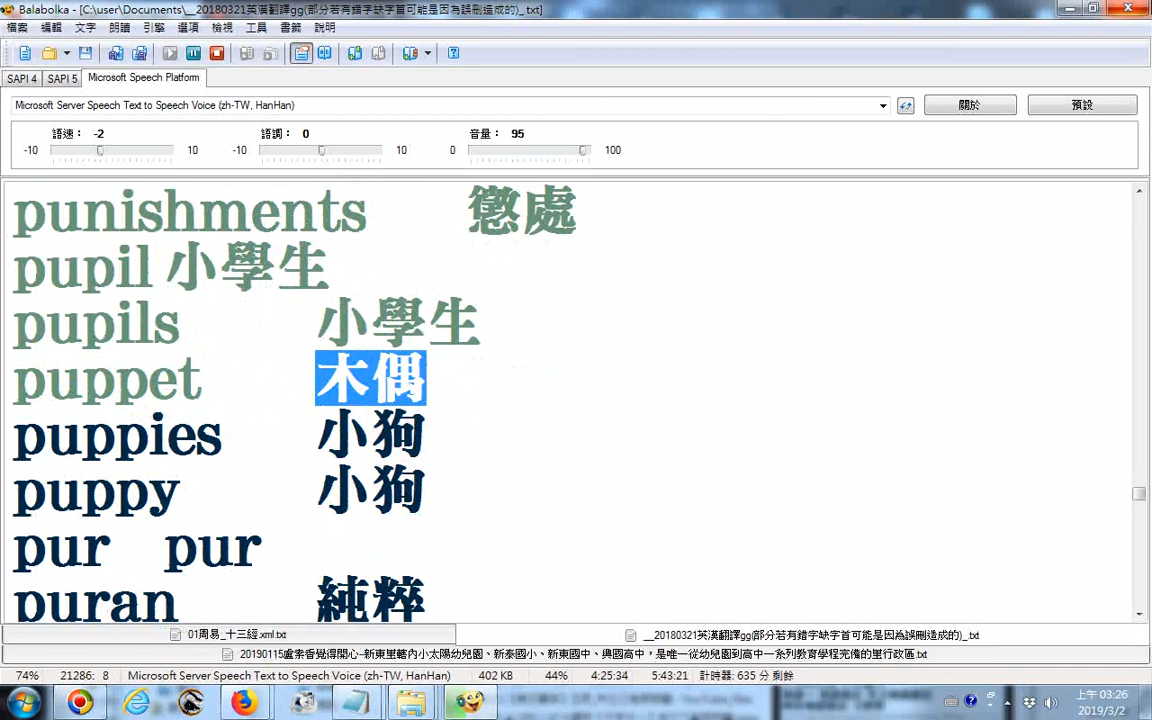 Balabolka - [C:\user\Documents\__20180321英漢翻譯gg(部分若有錯字缺字首可能是因為誤刪造成的)_.txt]
檔案 編輯 文字 朗讀 引擎 選項 檢視 工具 書籤 說明
SAPI 4 SAPI 5 Microsoft Speech Platform
Microsoft Server Speech Text to Speech Voice (zh-TW, HanHan) 關於 預設
語速： -2 語調： 0 音量： 95
-10 10 -10 10 0 100
punishments 懲處
pupil 小學生
pupils 小學生
puppet 木偶
puppies 小狗
puppy 小狗
pur pur
puran 純粹
01周易_十三經.xml.txt __20180321英漢翻譯gg(部分若有錯字缺字首可能是因為誤刪造成的)_.txt
20190115盧素香覺得開心-新東里轄內小太陽幼兒園、新泰國小、新東國中、興國高中，是唯一從幼兒園到高中一系列教育學程完備的里行政區.txt
74% 21286: 8 Microsoft Server Speech Text to Speech Voice (zh-TW, HanHan) 402 KB 44% 4:25:34 5:43:21 計時器: 635 分 剩餘
上午 03:26
2019/3/2